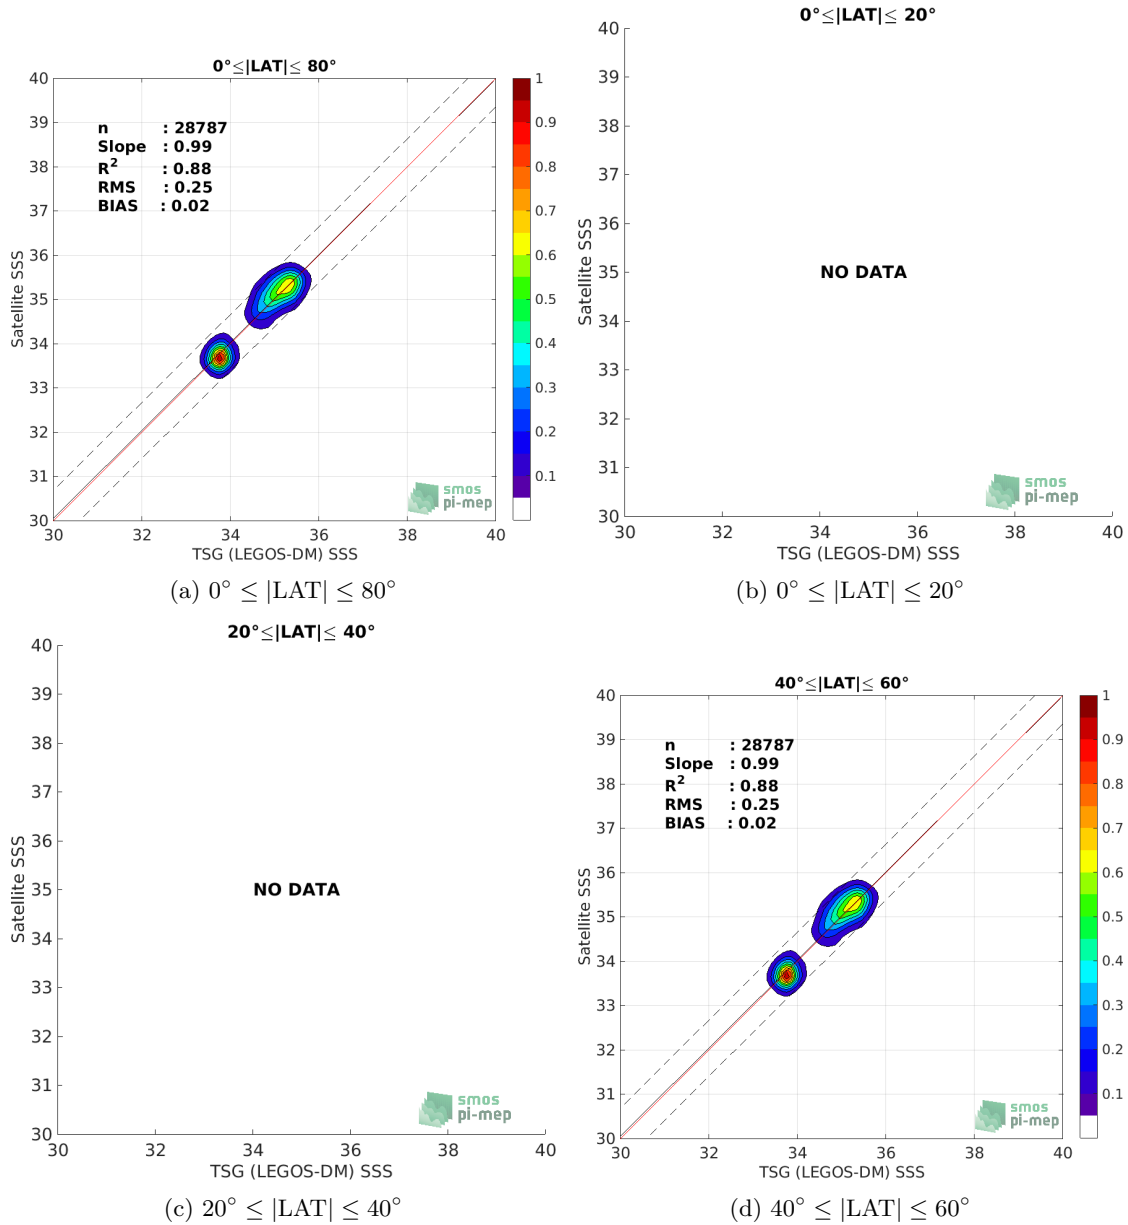 0°≤|LAT|≤ 80°
n : 28787
Slope : 0.99
R² : 0.88
RMS : 0.25
BIAS : 0.02
40
39
38
37
36
35
34
33
32
31
30
30 32 34 36 38 40
Satellite SSS
TSG (LEGOS-DM) SSS
1
0.9
0.8
0.7
0.6
0.5
0.4
0.3
0.2
0.1
smos
pi-mep
(a) 0° ≤ |LAT| ≤ 80°
0°≤|LAT|≤ 20°
40
39
38
37
36
35
34
33
32
31
30
30 32 34 36 38 40
Satellite SSS
NO DATA
TSG (LEGOS-DM) SSS
smos
pi-mep
(b) 0° ≤ |LAT| ≤ 20°
20°≤|LAT|≤ 40°
40
39
38
37
36
35
34
33
32
31
30
30 32 34 36 38 40
Satellite SSS
NO DATA
TSG (LEGOS-DM) SSS
smos
pi-mep
(c) 20° ≤ |LAT| ≤ 40°
40°≤|LAT|≤ 60°
n : 28787
Slope : 0.99
R² : 0.88
RMS : 0.25
BIAS : 0.02
40
39
38
37
36
35
34
33
32
31
30
30 32 34 36 38 40
Satellite SSS
TSG (LEGOS-DM) SSS
1
0.9
0.8
0.7
0.6
0.5
0.4
0.3
0.2
0.1
smos
pi-mep
(d) 40° ≤ |LAT| ≤ 60°